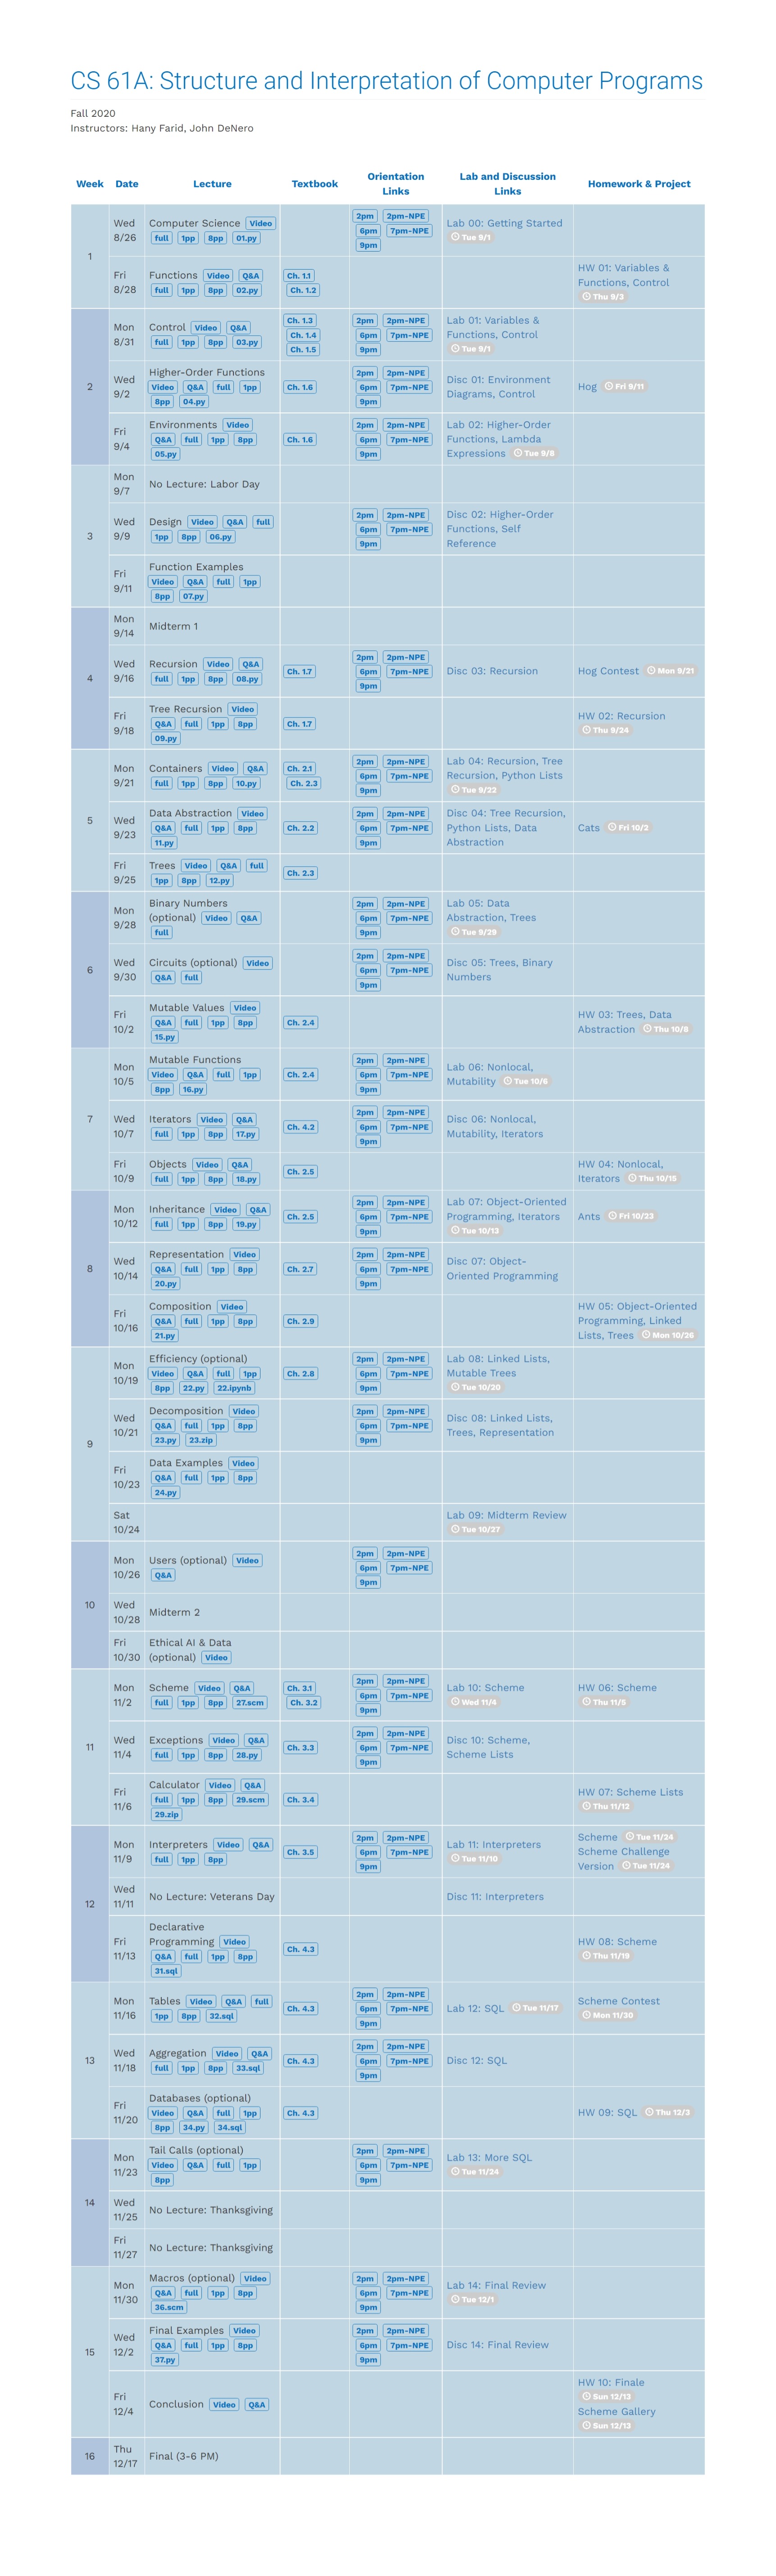 CS 61A: Structure and Interpretation of Computer Programs
Fall 2020
Instructors: Hany Farid, John DeNero
Week Date Lecture Textbook Orientation Links Lab and Discussion Links Homework & Project
1
Wed 8/26 Computer Science Video full 1pp 8pp 01.py 2pm 2pm-NPE 6pm 7pm-NPE 9pm Lab 00: Getting Started Tue 9/1
Fri 8/28 Functions Video Q&A full 1pp 8pp 02.py Ch. 1.1 Ch. 1.2 HW 01: Variables & Functions, Control Thu 9/3
2
Mon 8/31 Control Video Q&A full 1pp 8pp 03.py Ch. 1.3 Ch. 1.4 Ch. 1.5 2pm 2pm-NPE 6pm 7pm-NPE 9pm Lab 01: Variables & Functions, Control Tue 9/1
Wed 9/2 Higher-Order Functions Video Q&A full 1pp 8pp 04.py Ch. 1.6 2pm 2pm-NPE 6pm 7pm-NPE 9pm Disc 01: Environment Diagrams, Control Hog Fri 9/11
Fri 9/4 Environments Video Q&A full 1pp 8pp 05.py Ch. 1.6 2pm 2pm-NPE 6pm 7pm-NPE 9pm Lab 02: Higher-Order Functions, Lambda Expressions Tue 9/8
3
Mon 9/7 No Lecture: Labor Day
Wed 9/9 Design Video Q&A full 1pp 8pp 06.py 2pm 2pm-NPE 6pm 7pm-NPE 9pm Disc 02: Higher-Order Functions, Self Reference
Fri 9/11 Function Examples Video Q&A full 1pp 8pp 07.py
4
Mon 9/14 Midterm 1
Wed 9/16 Recursion Video Q&A full 1pp 8pp 08.py Ch. 1.7 2pm 2pm-NPE 6pm 7pm-NPE 9pm Disc 03: Recursion Hog Contest Mon 9/21
Fri 9/18 Tree Recursion Video Q&A full 1pp 8pp 09.py Ch. 1.7 HW 02: Recursion Thu 9/24
5
Mon 9/21 Containers Video Q&A full 1pp 8pp 10.py Ch. 2.1 Ch. 2.3 2pm 2pm-NPE 6pm 7pm-NPE 9pm Lab 04: Recursion, Tree Recursion, Python Lists Tue 9/22
Wed 9/23 Data Abstraction Video Q&A full 1pp 8pp 11.py Ch. 2.2 2pm 2pm-NPE 6pm 7pm-NPE 9pm Disc 04: Tree Recursion, Python Lists, Data Abstraction Cats Fri 10/2
Fri 9/25 Trees Video Q&A full 1pp 8pp 12.py Ch. 2.3
6
Mon 9/28 Binary Numbers (optional) Video Q&A full 2pm 2pm-NPE 6pm 7pm-NPE 9pm Lab 05: Data Abstraction, Trees Tue 9/29
Wed 9/30 Circuits (optional) Video Q&A full 2pm 2pm-NPE 6pm 7pm-NPE 9pm Disc 05: Trees, Binary Numbers
Fri 10/2 Mutable Values Video Q&A full 1pp 8pp 15.py Ch. 2.4 HW 03: Trees, Data Abstraction Thu 10/8
7
Mon 10/5 Mutable Functions Video Q&A full 1pp 8pp 16.py Ch. 2.4 2pm 2pm-NPE 6pm 7pm-NPE 9pm Lab 06: Nonlocal, Mutability Tue 10/6
Wed 10/7 Iterators Video Q&A full 1pp 8pp 17.py Ch. 4.2 2pm 2pm-NPE 6pm 7pm-NPE 9pm Disc 06: Nonlocal, Mutability, Iterators
Fri 10/9 Objects Video Q&A full 1pp 8pp 18.py Ch. 2.5 HW 04: Nonlocal, Iterators Thu 10/15
8
Mon 10/12 Inheritance Video Q&A full 1pp 8pp 19.py Ch. 2.5 2pm 2pm-NPE 6pm 7pm-NPE 9pm Lab 07: Object-Oriented Programming, Iterators Tue 10/13 Ants Fri 10/23
Wed 10/14 Representation Video Q&A full 1pp 8pp 20.py Ch. 2.7 2pm 2pm-NPE 6pm 7pm-NPE 9pm Disc 07: Object-Oriented Programming
Fri 10/16 Composition Video Q&A full 1pp 8pp 21.py Ch. 2.9 HW 05: Object-Oriented Programming, Linked Lists, Trees Mon 10/26
9
Mon 10/19 Efficiency (optional) Video Q&A full 1pp 8pp 22.py 22.ipynb Ch. 2.8 2pm 2pm-NPE 6pm 7pm-NPE 9pm Lab 08: Linked Lists, Mutable Trees Tue 10/20
Wed 10/21 Decomposition Video Q&A full 1pp 8pp 23.py 23.zip 2pm 2pm-NPE 6pm 7pm-NPE 9pm Disc 08: Linked Lists, Trees, Representation
Fri 10/23 Data Examples Video Q&A full 1pp 8pp 24.py
Sat 10/24 Lab 09: Midterm Review Tue 10/27
10
Mon 10/26 Users (optional) Video Q&A 2pm 2pm-NPE 6pm 7pm-NPE 9pm
Wed 10/28 Midterm 2
Fri 10/30 Ethical AI & Data (optional) Video
11
Mon 11/2 Scheme Video Q&A full 1pp 8pp 27.scm Ch. 3.1 Ch. 3.2 2pm 2pm-NPE 6pm 7pm-NPE 9pm Lab 10: Scheme Wed 11/4 HW 06: Scheme Thu 11/5
Wed 11/4 Exceptions Video Q&A full 1pp 8pp 28.py Ch. 3.3 2pm 2pm-NPE 6pm 7pm-NPE 9pm Disc 10: Scheme, Scheme Lists
Fri 11/6 Calculator Video Q&A full 1pp 8pp 29.scm 29.zip Ch. 3.4 HW 07: Scheme Lists Thu 11/12
12
Mon 11/9 Interpreters Video Q&A full 1pp 8pp Ch. 3.5 2pm 2pm-NPE 6pm 7pm-NPE 9pm Lab 11: Interpreters Tue 11/10 Scheme Tue 11/24 Scheme Challenge Version Tue 11/24
Wed 11/11 No Lecture: Veterans Day Disc 11: Interpreters
Fri 11/13 Declarative Programming Video Q&A full 1pp 8pp 31.sql Ch. 4.3 HW 08: Scheme Thu 11/19
13
Mon 11/16 Tables Video Q&A full 1pp 8pp 32.sql Ch. 4.3 2pm 2pm-NPE 6pm 7pm-NPE 9pm Lab 12: SQL Tue 11/17 Scheme Contest Mon 11/30
Wed 11/18 Aggregation Video Q&A full 1pp 8pp 33.sql Ch. 4.3 2pm 2pm-NPE 6pm 7pm-NPE 9pm Disc 12: SQL
Fri 11/20 Databases (optional) Video Q&A full 1pp 8pp 34.py 34.sql Ch. 4.3 HW 09: SQL Thu 12/3
14
Mon 11/23 Tail Calls (optional) Video Q&A full 1pp 8pp 2pm 2pm-NPE 6pm 7pm-NPE 9pm Lab 13: More SQL Tue 11/24
Wed 11/25 No Lecture: Thanksgiving
Fri 11/27 No Lecture: Thanksgiving
15
Mon 11/30 Macros (optional) Video Q&A full 1pp 8pp 36.scm 2pm 2pm-NPE 6pm 7pm-NPE 9pm Lab 14: Final Review Tue 12/1
Wed 12/2 Final Examples Video Q&A full 1pp 8pp 37.py 2pm 2pm-NPE 6pm 7pm-NPE 9pm Disc 14: Final Review
Fri 12/4 Conclusion Video Q&A HW 10: Finale Sun 12/13 Scheme Gallery Sun 12/13
16
Thu 12/17 Final (3-6 PM)